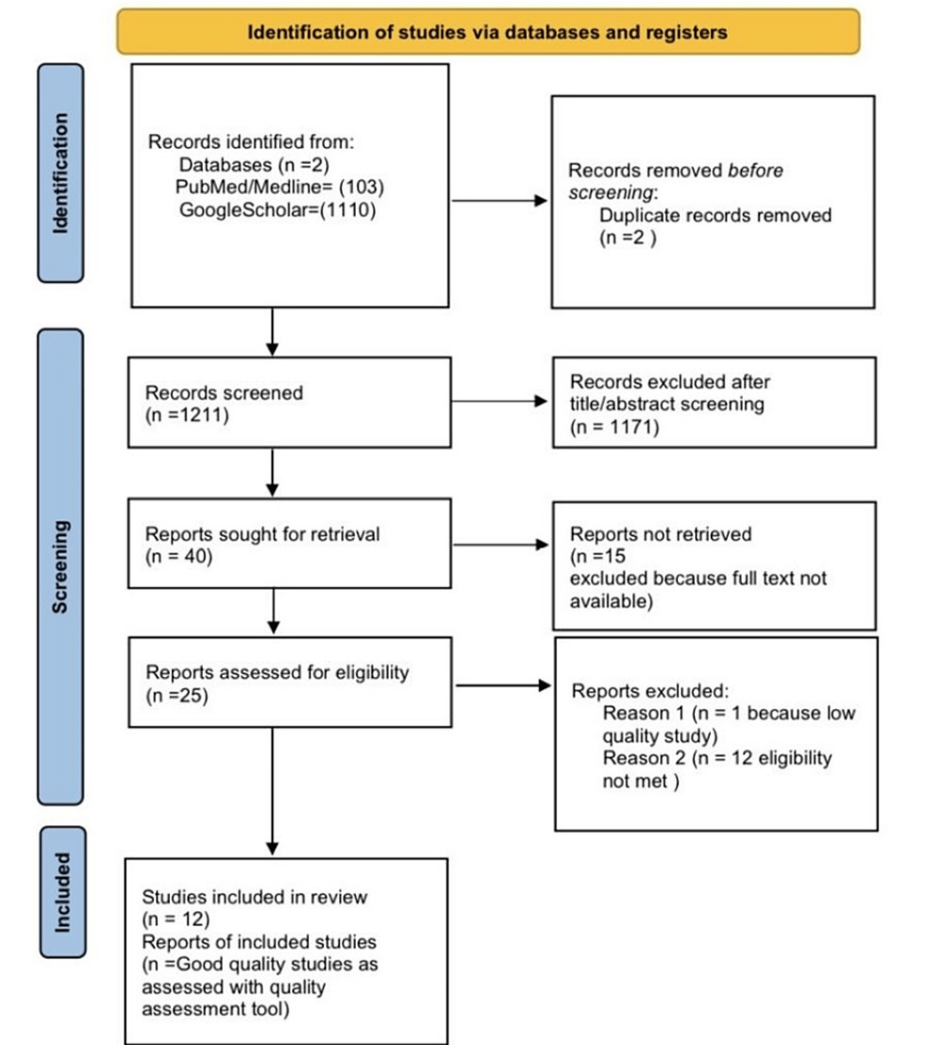 Identification of studies via databases and registers
Identification
Records identified from:
Databases (n =2)
PubMed/Medline= (103)
GoogleScholar=(1110)
Records removed before
screening:
Duplicate records removed
(n =2 )
Screening
Records screened
(n =1211)
Records excluded after
title/abstract screening
(n = 1171)
Reports sought for retrieval
(n = 40)
Reports not retrieved
(n =15
excluded because full text not
available)
Reports assessed for eligibility
(n =25)
Reports excluded:
Reason 1 (n = 1 because low
quality study)
Reason 2 (n = 12 eligibility
not met )
Included
Studies included in review
(n = 12)
Reports of included studies
(n =Good quality studies as
assessed with quality
assessment tool)